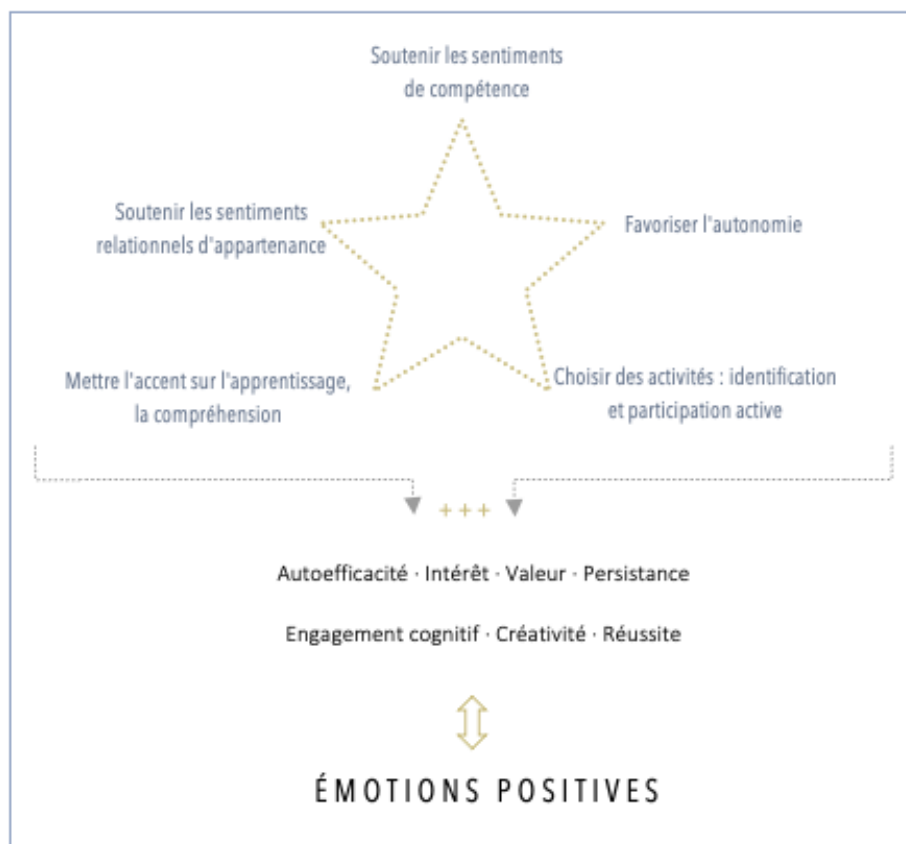 Soutenir les sentiments
de compétence
Soutenir les sentiments
relationnels d'appartenance
Favoriser l'autonomie
Mettre l'accent sur l'apprentissage,
la compréhension
Choisir des activités : identification
et participation active
+ + +
Autoefficacité · Intérêt · Valeur · Persistance
Engagement cognitif · Créativité · Réussite
ÉMOTIONS POSITIVES